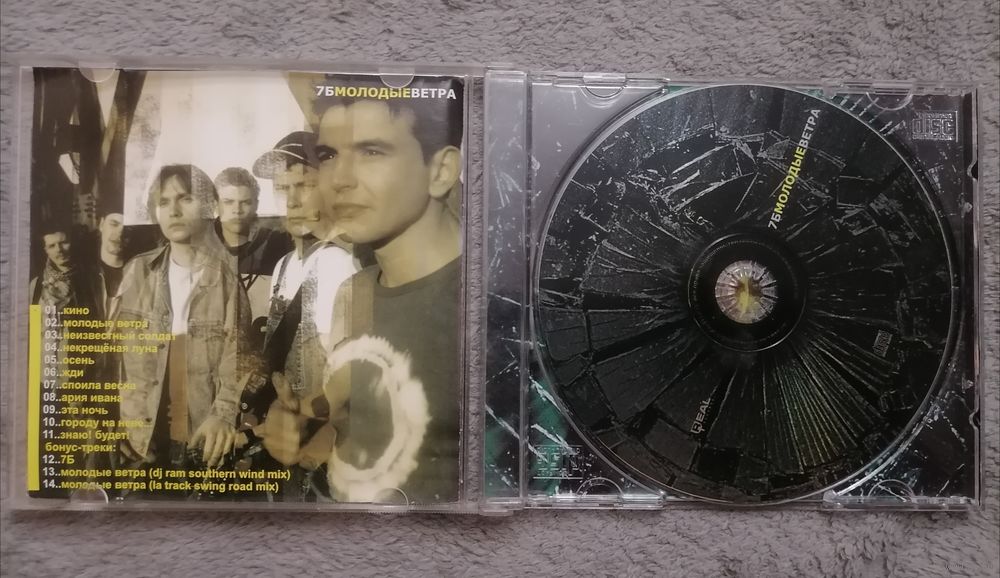 7БМОЛОДЫЕВЕТРА
01..кино
02..молодые ветра
03..неизвестный солдат
04..некрещёная луна
05..осень
06..жди
07..споила весна
08..ария ивана
09..эта ночь
10..городу на неве...
11..знаю! будет!
бонус-треки:
12..7Б
13..молодые ветра (dj ram southern wind mix)
14..молодые ветра (la track swing road mix)
7БМОЛОДЫЕВЕТРА
REAL
disc